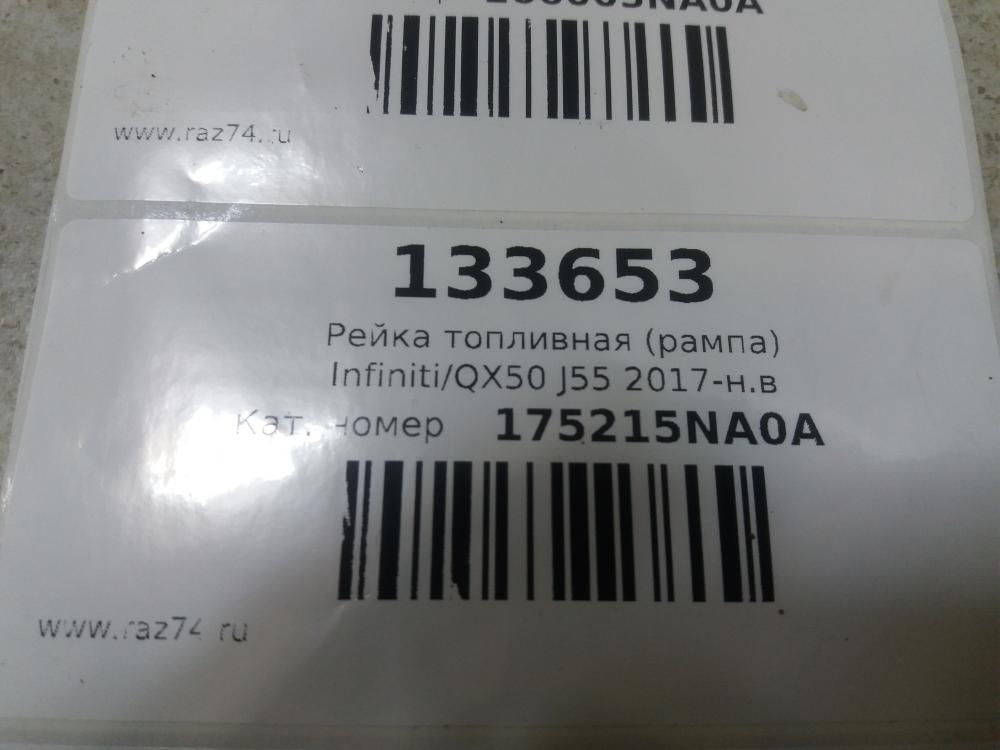 www.raz74.ru
133653
Рейка топливная (рампа)
Infiniti/QX50 J55 2017-н.в
Кат. номер 175215NA0A
www.raz74.ru